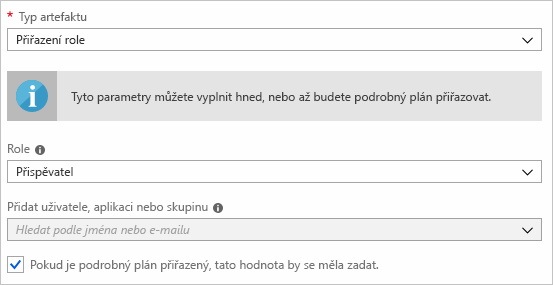 * Typ artefaktu
Přiřazení role
Tyto parametry můžete vyplnit hned, nebo až budete podrobný plán přiřazovat.
Role
Přispěvatel
Přidat uživatele, aplikaci nebo skupinu
Hledat podle jména nebo e-mailu
Pokud je podrobný plán přiřazený, tato hodnota by se měla zadat.